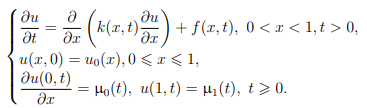 ∂u/∂t = ∂/∂x (k(x,t) ∂u/∂x) + f(x,t), 0 < x < 1, t > 0,
u(x,0) = u₀(x), 0 ⩽ x ⩽ 1,
∂u(0,t)/∂x = μ₀(t), u(1,t) = μ₁(t), t ⩾ 0.